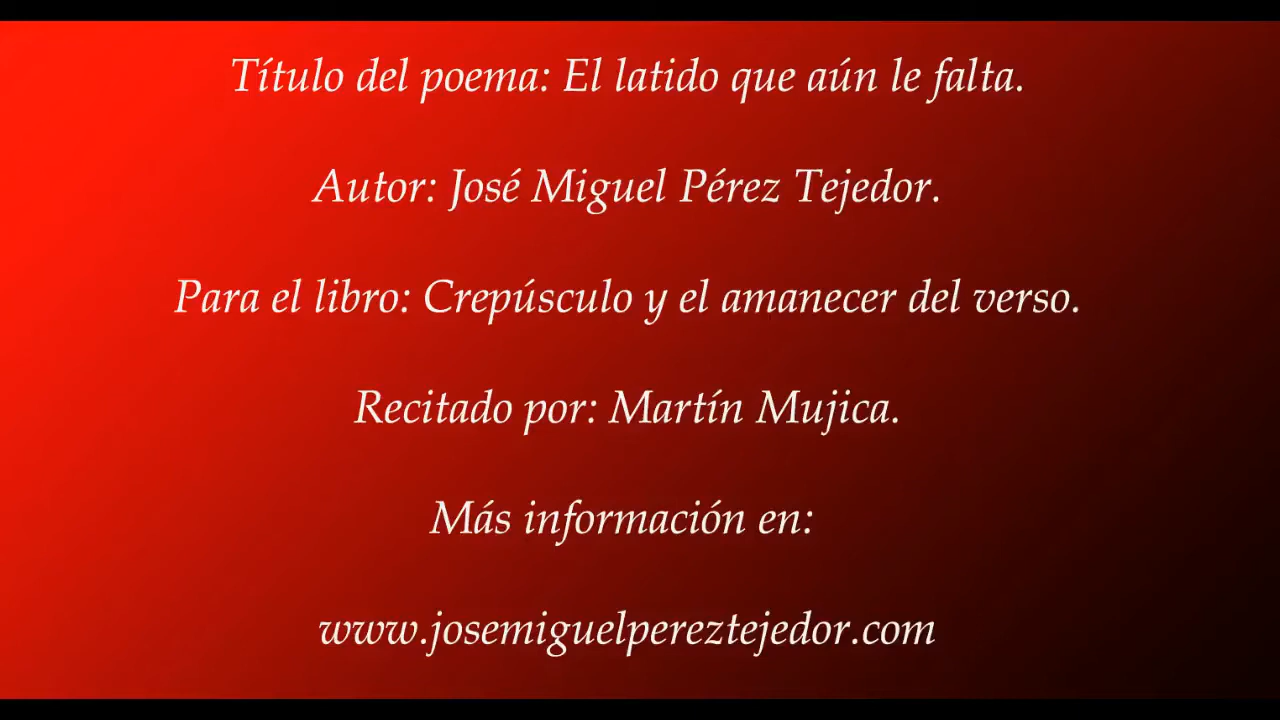 Título del poema: El latido que aún le falta.
Autor: José Miguel Pérez Tejedor.
Para el libro: Crepúsculo y el amanecer del verso.
Recitado por: Martín Mujica.
Más información en:
www.josemiguelpereztejedor.com